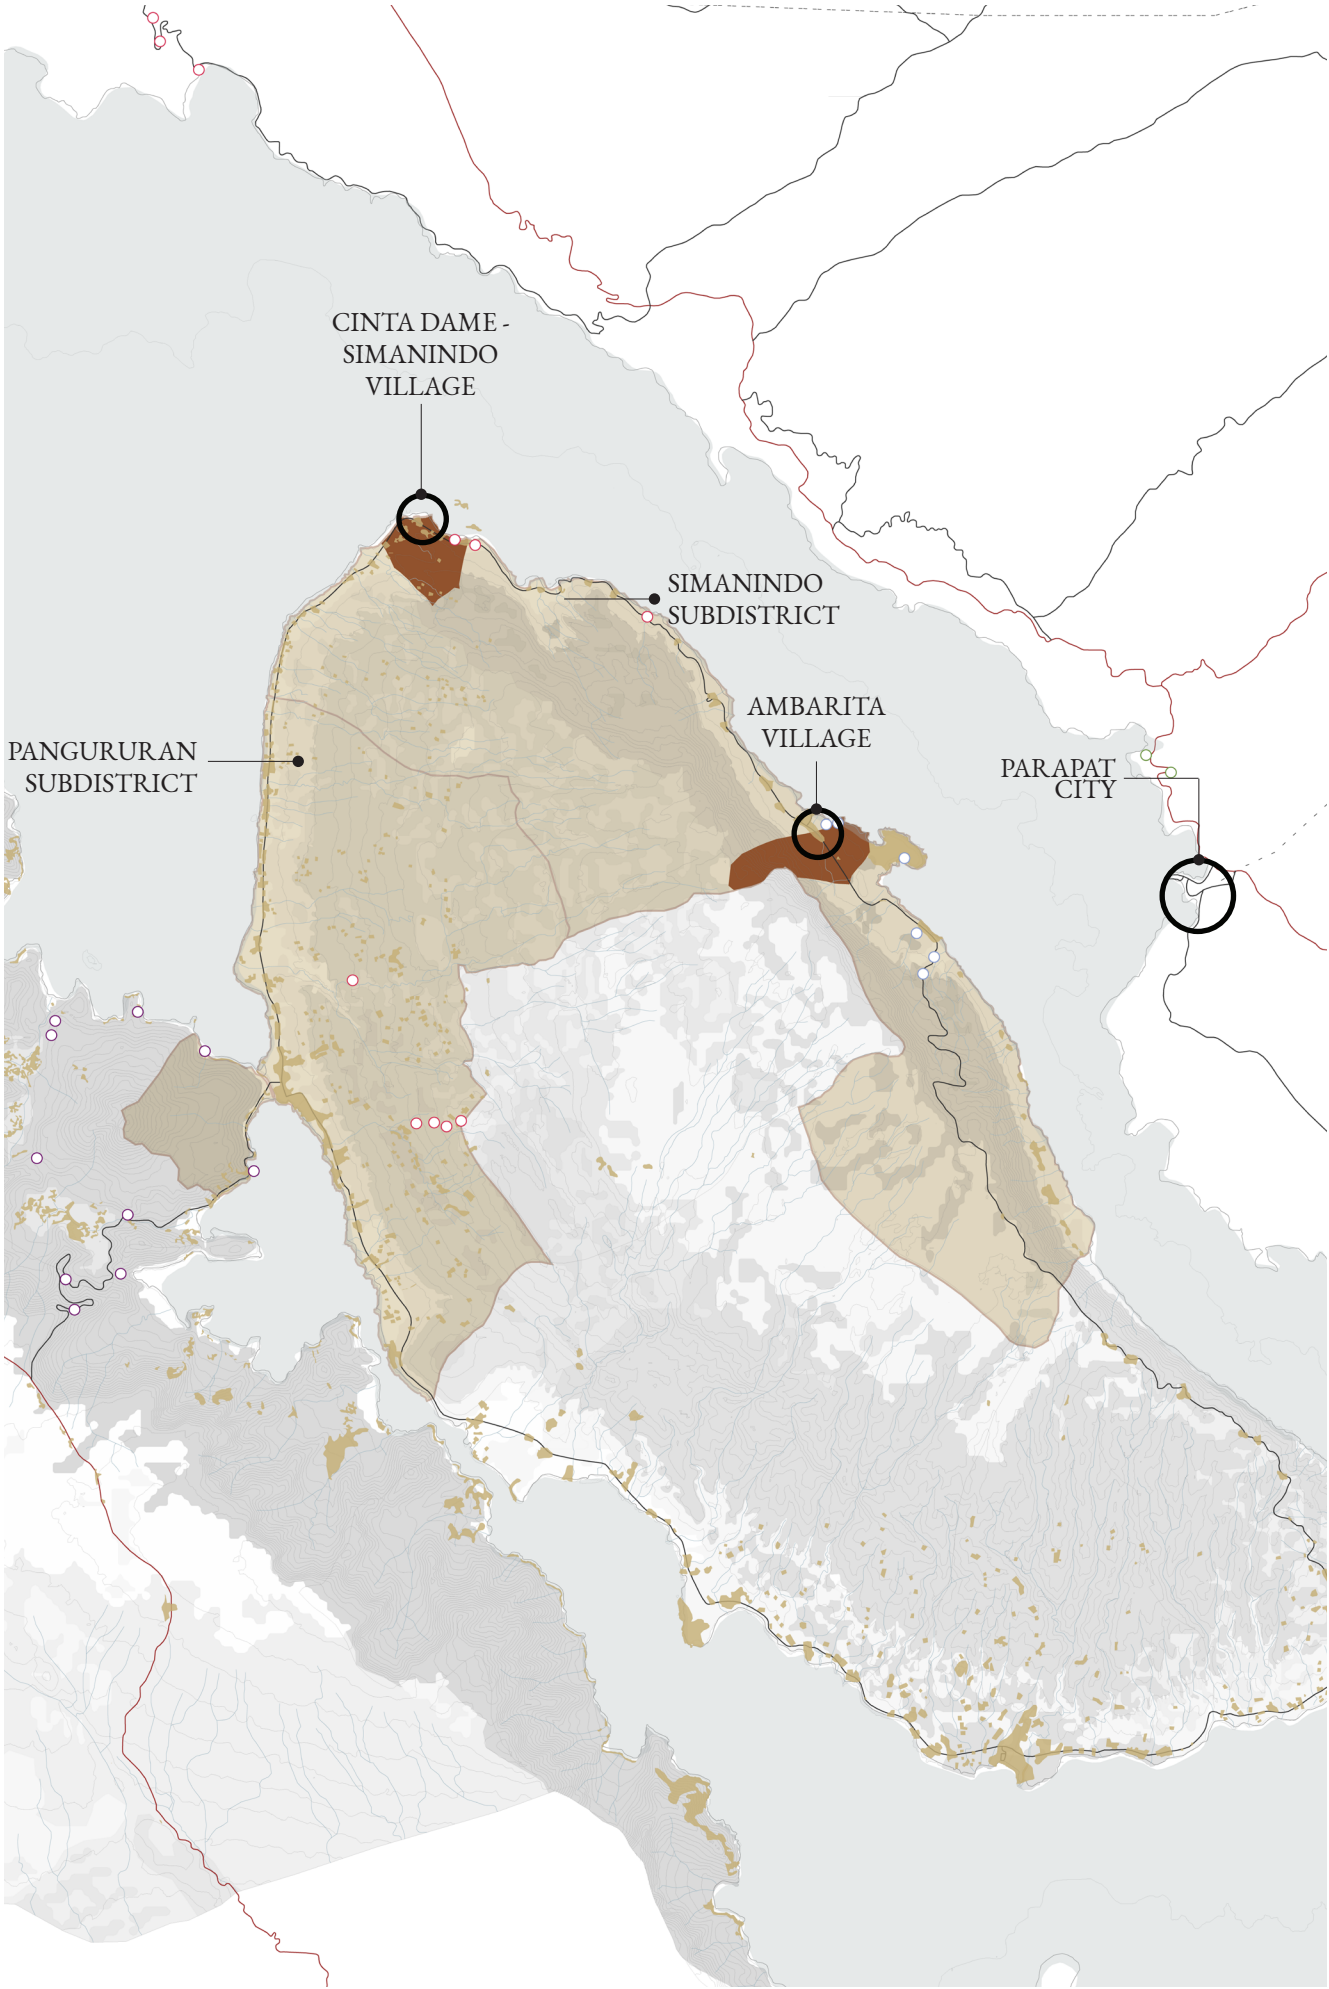 CINTA DAME -
SIMANINDO
VILLAGE
SIMANINDO
SUBDISTRICT
AMBARITA
VILLAGE
PANGURURAN
SUBDISTRICT
PARAPAT
CITY